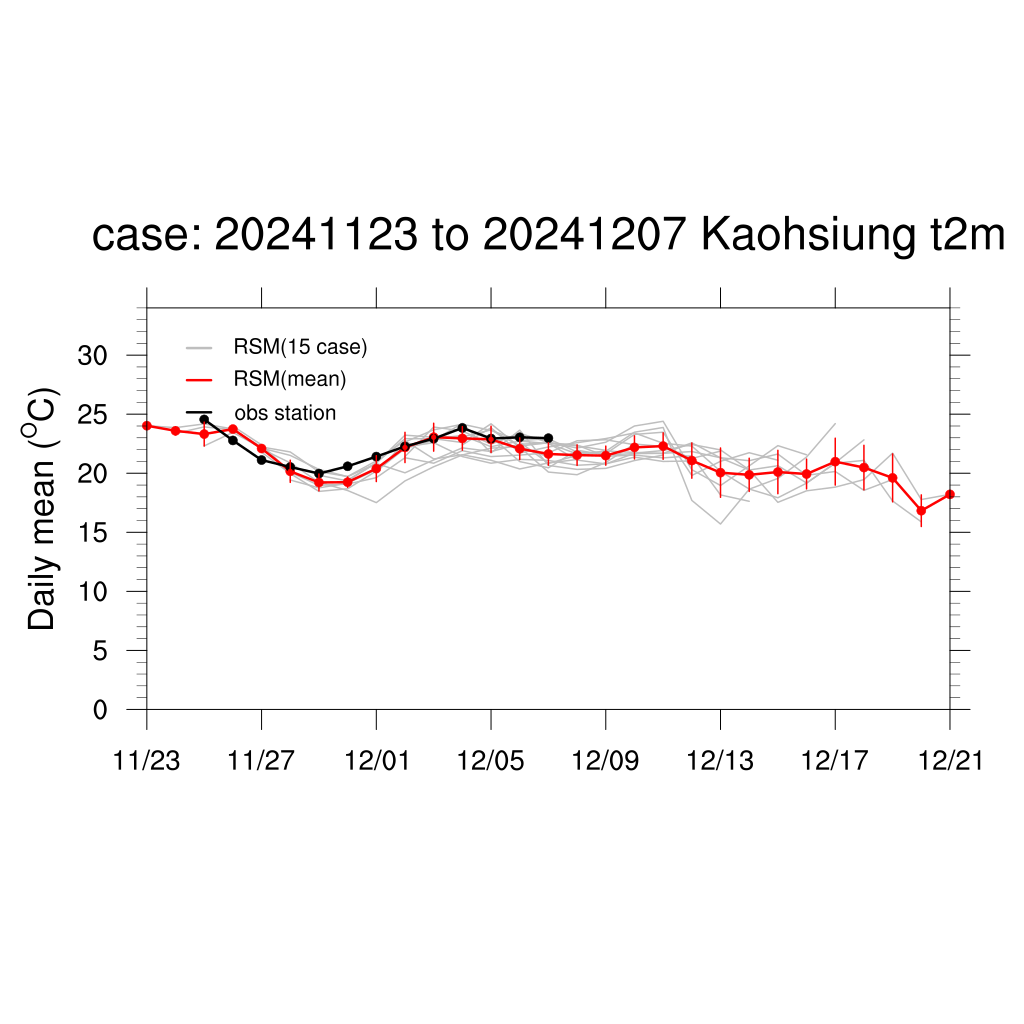 case: 20241123 to 20241207 Kaohsiung t2m
RSM(15 case)
RSM(mean)
obs station
Daily mean (°C)
30
25
20
15
10
5
0
11/23 11/27 12/01 12/05 12/09 12/13 12/17 12/21